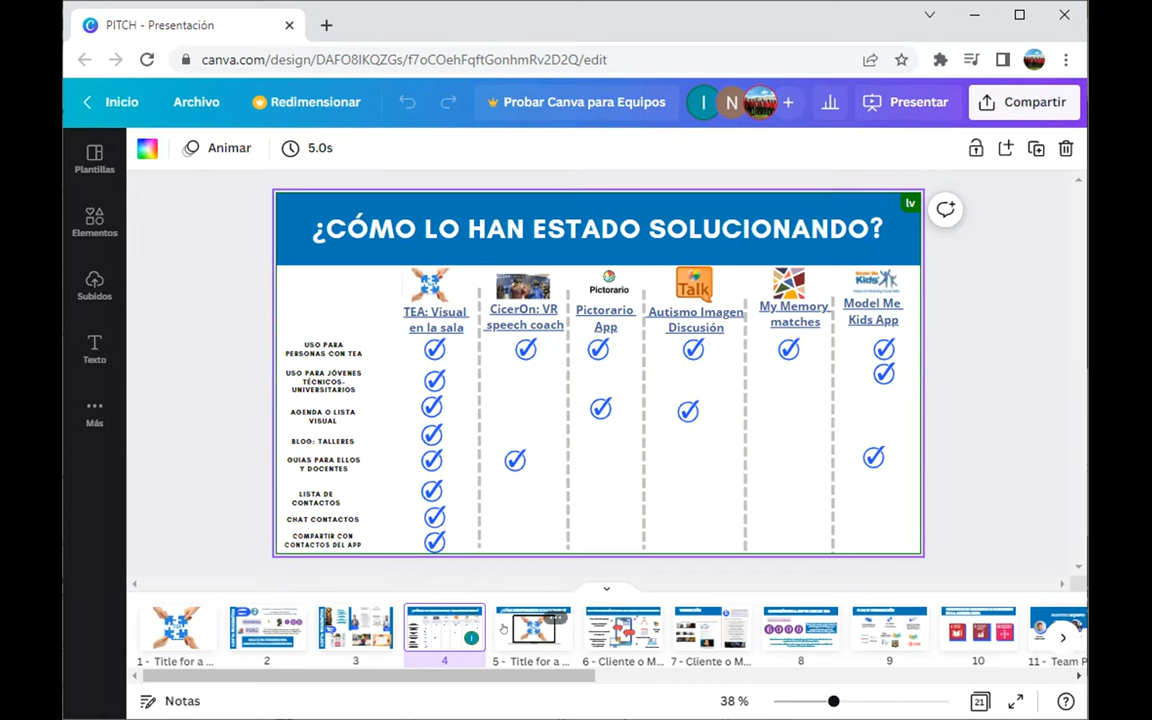 PITCH - Presentación
canva.com/design/DAFO8IKQZGs/f7oCOehFqftGonhmRv2D2Q/edit
Inicio
Archivo
Redimensionar
Probar Canva para Equipos
I
N
Presentar
Compartir
Plantillas
Elementos
Subidos
Texto
Más
Animar
5.0s
lv
¿CÓMO LO HAN ESTADO SOLUCIONANDO?
Pictorario
Talk
TEA: Visual
en la sala
CicerOn: VR
speech coach
Pictorario
App
Autismo Imagen
Discusión
My Memory
matches
Model Me
Kids App
USO PARA
PERSONAS CON TEA
USO PARA JÓVENES
TÉCNICOS-
UNIVERSITARIOS
AGENDA O LISTA
VISUAL
BLOG: TALLERES
GUIAS PARA ELLOS
Y DOCENTES
LISTA DE
CONTACTOS
CHAT CONTACTOS
COMPARTIR CON
CONTACTOS DEL APP
1 - Title for a ...
2
3
4
5 - Title for a ...
6 - Cliente o M...
7 - Cliente o M...
8
9
10
11 - Team P
Notas
38 %
21